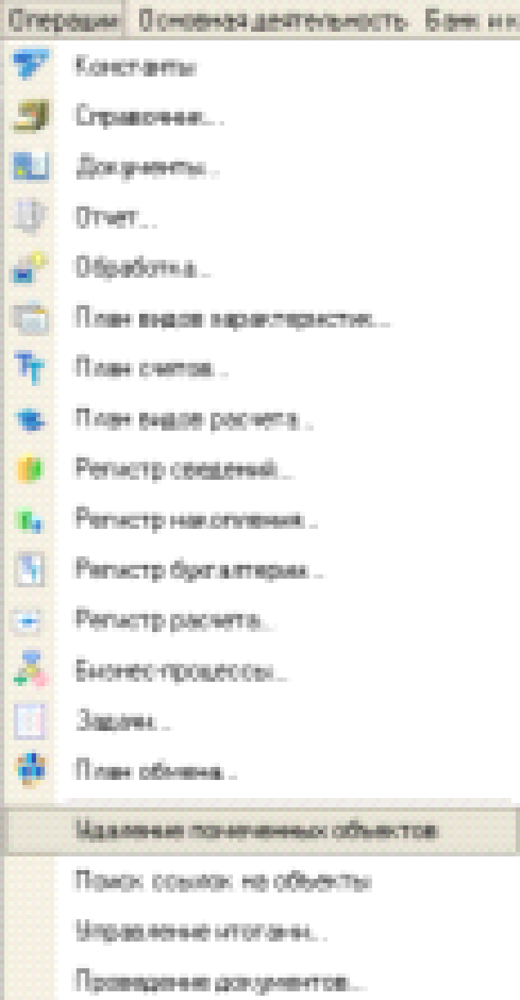 Операции Основная деятельность Банк и к
Константы
Справочник...
Документы...
Отчет...
Обработка...
План видов характеристик...
План счетов...
План видов расчета...
Регистр сведений...
Регистр накопления...
Регистр бухгалтерии...
Регистр расчета...
Бизнес-процессы...
Задачи...
План обмена...
Удаление помеченных объектов
Поиск ссылок на объекты
Управление итогами...
Проведение документов...